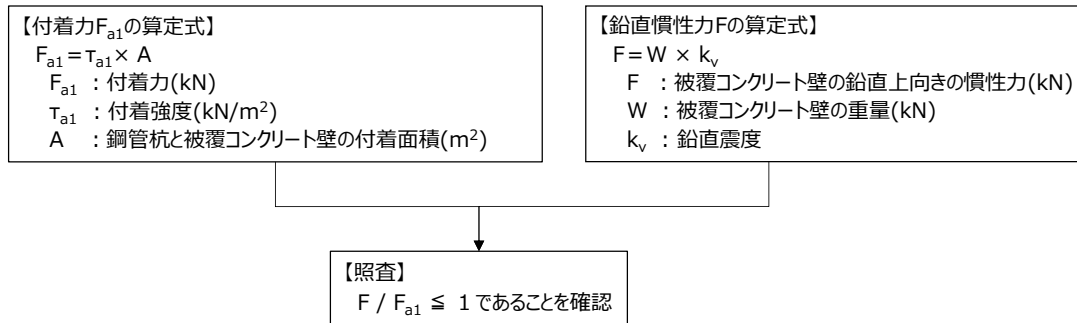 【付着力Fa1の算定式】
Fa1=τa1× A
Fa1 : 付着力(kN)
τa1 : 付着強度(kN/m2)
A : 鋼管杭と被覆コンクリート壁の付着面積(m2)
【鉛直慣性力Fの算定式】
F=W × kv
F : 被覆コンクリート壁の鉛直上向きの慣性力(kN)
W : 被覆コンクリート壁の重量(kN)
kv : 鉛直震度
【照査】
F / Fa1 ≦ 1であることを確認